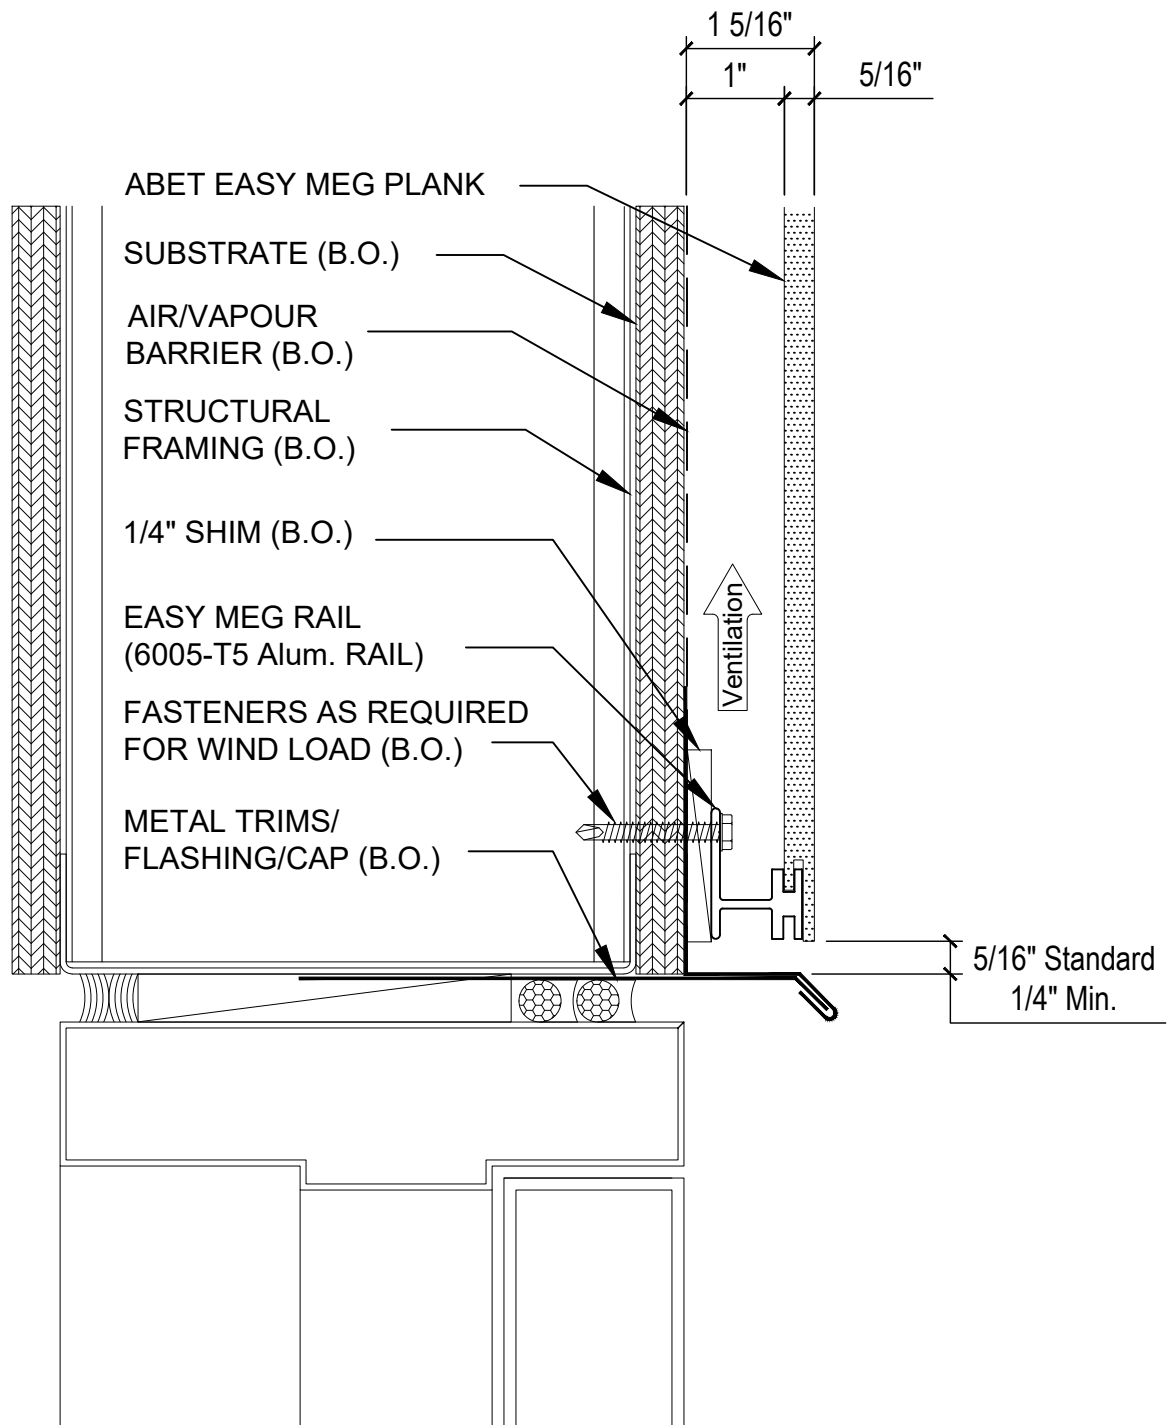 1 5/16"
1"
5/16"
ABET EASY MEG PLANK
SUBSTRATE (B.O.)
AIR/VAPOUR
BARRIER (B.O.)
STRUCTURAL
FRAMING (B.O.)
1/4" SHIM (B.O.)
EASY MEG RAIL
(6005-T5 Alum. RAIL)
FASTENERS AS REQUIRED
FOR WIND LOAD (B.O.)
METAL TRIMS/
FLASHING/CAP (B.O.)
Ventilation
5/16" Standard
1/4" Min.